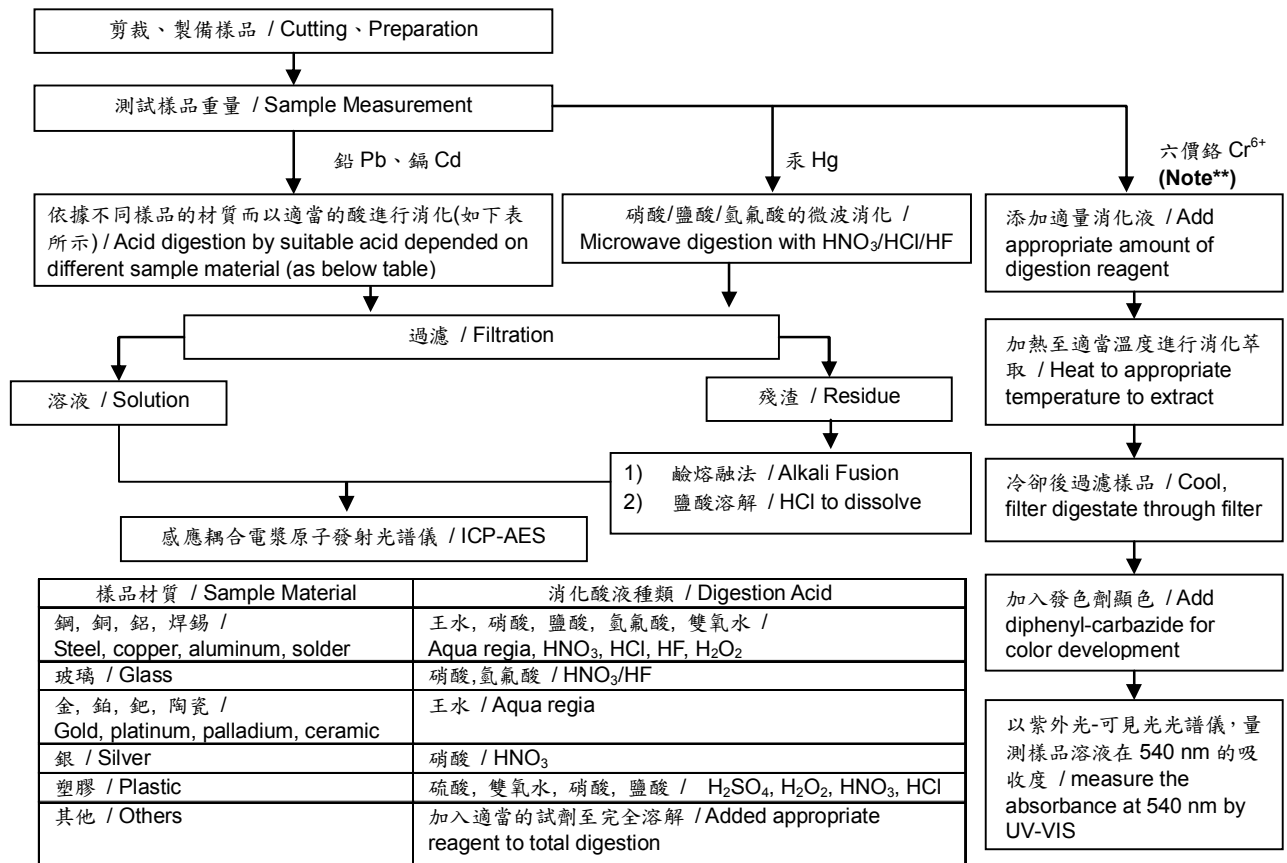 剪裁、製備樣品 / Cutting、Preparation
測試樣品重量 / Sample Measurement
鉛 Pb、鎘 Cd
汞 Hg
六價鉻 Cr6+
(Note**)
依據不同樣品的材質而以適當的酸進行消化(如下表
所示) / Acid digestion by suitable acid depended on
different sample material (as below table)
硝酸/鹽酸/氫氟酸的微波消化 /
Microwave digestion with HNO3/HCl/HF
添加適量消化液 / Add
appropriate amount of
digestion reagent
過濾 / Filtration
加熱至適當溫度進行消化萃
取 / Heat to appropriate
temperature to extract
溶液 / Solution
殘渣 / Residue
1) 鹼熔融法 / Alkali Fusion
2) 鹽酸溶解 / HCl to dissolve
冷卻後過濾樣品 / Cool,
filter digestate through filter
感應耦合電漿原子發射光譜儀 / ICP-AES
加入發色劑顯色 / Add
diphenyl-carbazide for
color development
以紫外光-可見光光譜儀，量
測樣品溶液在 540 nm 的吸
收度 / measure the
absorbance at 540 nm by
UV-VIS
樣品材質 / Sample Material
消化酸液種類 / Digestion Acid
鋼, 銅, 鋁, 焊錫 /
Steel, copper, aluminum, solder
王水, 硝酸, 鹽酸, 氫氟酸, 雙氧水 /
Aqua regia, HNO3, HCl, HF, H2O2
玻璃 / Glass
硝酸,氫氟酸 / HNO3/HF
金, 鉑, 鈀, 陶瓷 /
Gold, platinum, palladium, ceramic
王水 / Aqua regia
銀 / Silver
硝酸 / HNO3
塑膠 / Plastic
硫酸, 雙氧水, 硝酸, 鹽酸 / H2SO4, H2O2, HNO3, HCl
其他 / Others
加入適當的試劑至完全溶解 / Added appropriate
reagent to total digestion